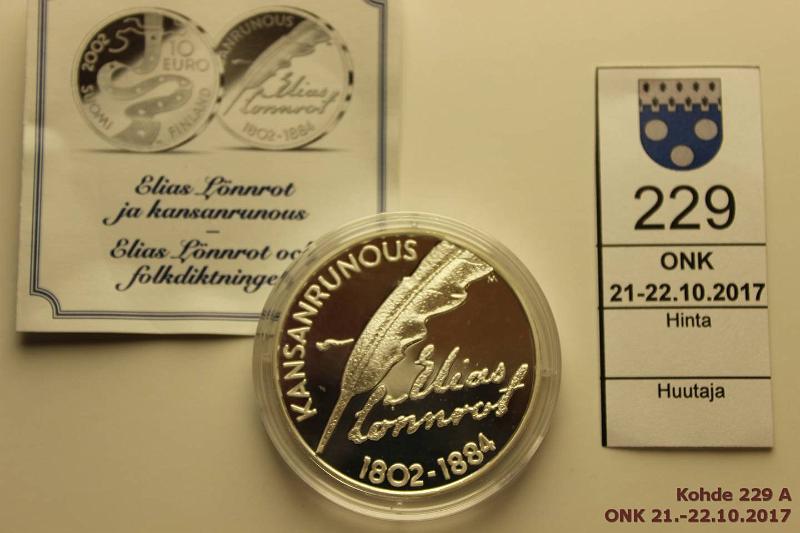 SUOMI 2002
10
EURO
FINLAND
KANSANRUNOUS
Elias
Lönnrot
1802-1884
Elias Lönnrot
ja kansanrunous
–
Elias Lönnrot och
folkdiktningen
KANSANRUNOUS
M
Elias
Lönnrot
1802-1884
229
ONK
21-22.10.2017
Hinta
Huutaja
Kohde 229 A
ONK 21.-22.10.2017